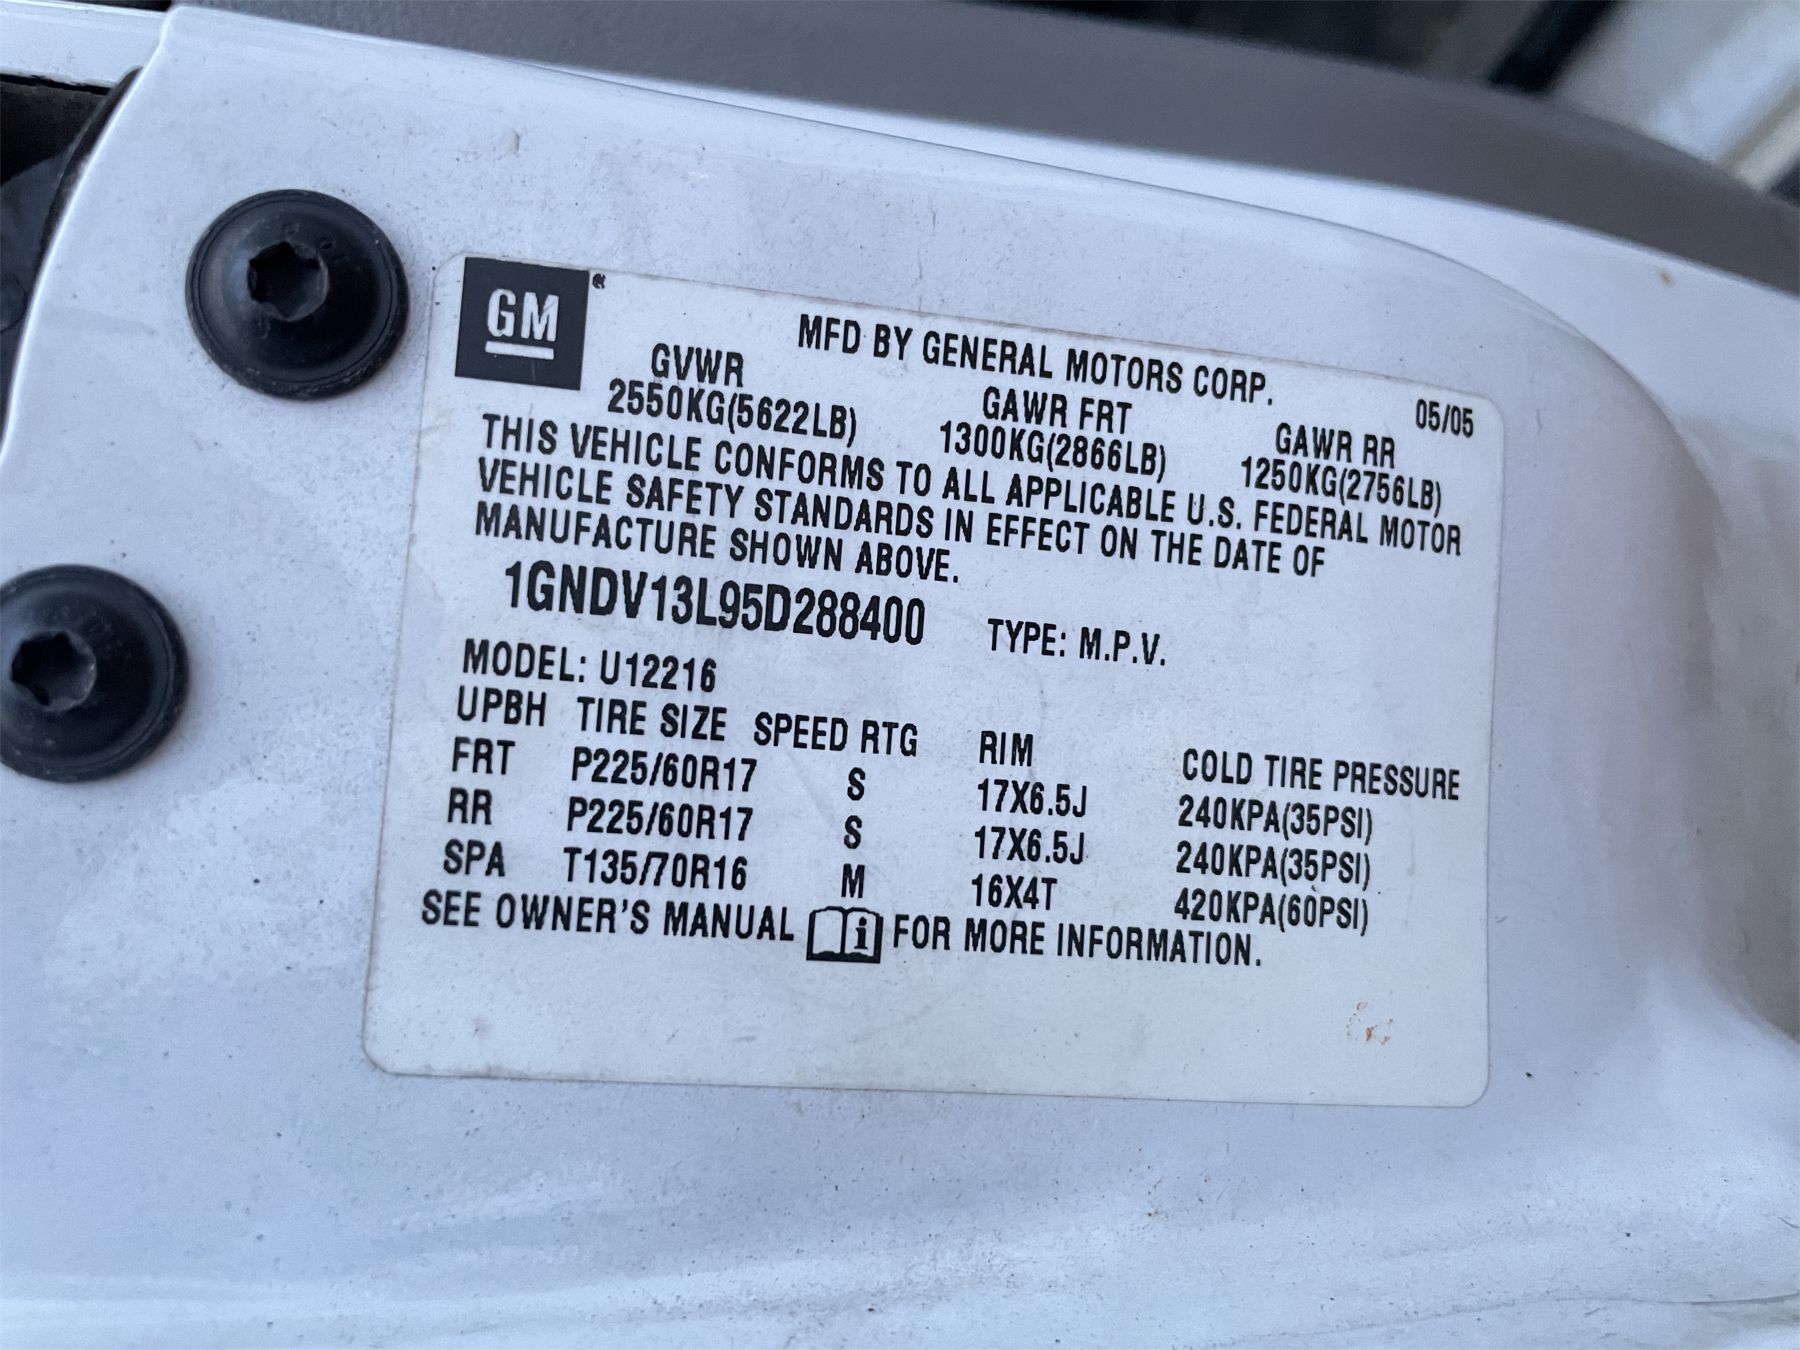 GM®
MFD BY GENERAL MOTORS CORP. 05/05
GVWR GAWR FRT GAWR RR
2550KG(5622LB) 1300KG(2866LB) 1250KG(2756LB)
THIS VEHICLE CONFORMS TO ALL APPLICABLE U.S. FEDERAL MOTOR
VEHICLE SAFETY STANDARDS IN EFFECT ON THE DATE OF
MANUFACTURE SHOWN ABOVE.
1GNDV13L95D288400 TYPE: M.P.V.
MODEL: U12216
UPBH TIRE SIZE SPEED RTG RIM COLD TIRE PRESSURE
FRT P225/60R17 S 17X6.5J 240KPA(35PSI)
RR P225/60R17 S 17X6.5J 240KPA(35PSI)
SPA T135/70R16 M 16X4T 420KPA(60PSI)
SEE OWNER'S MANUAL i FOR MORE INFORMATION.